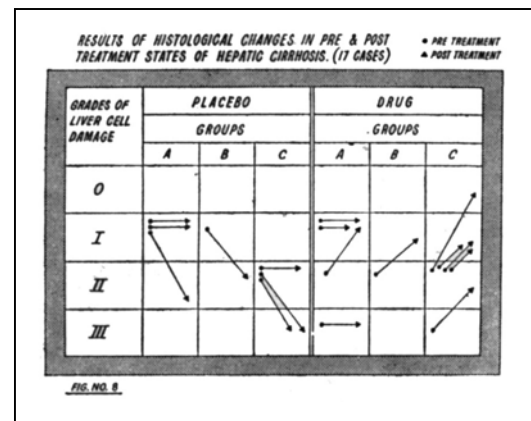 RESULTS OF HISTOLOGICAL CHANGES IN PRE & POST
TREATMENT STATES OF HEPATIC CIRRHOSIS. (17 CASES)
• PRE TREATMENT
▲ POST TREATMENT
GRADES OF
LIVER CELL
DAMAGE
PLACEBO
DRUG
GROUPS
GROUPS
A B C A B C
O
I
II
III
FIG. NO. 8